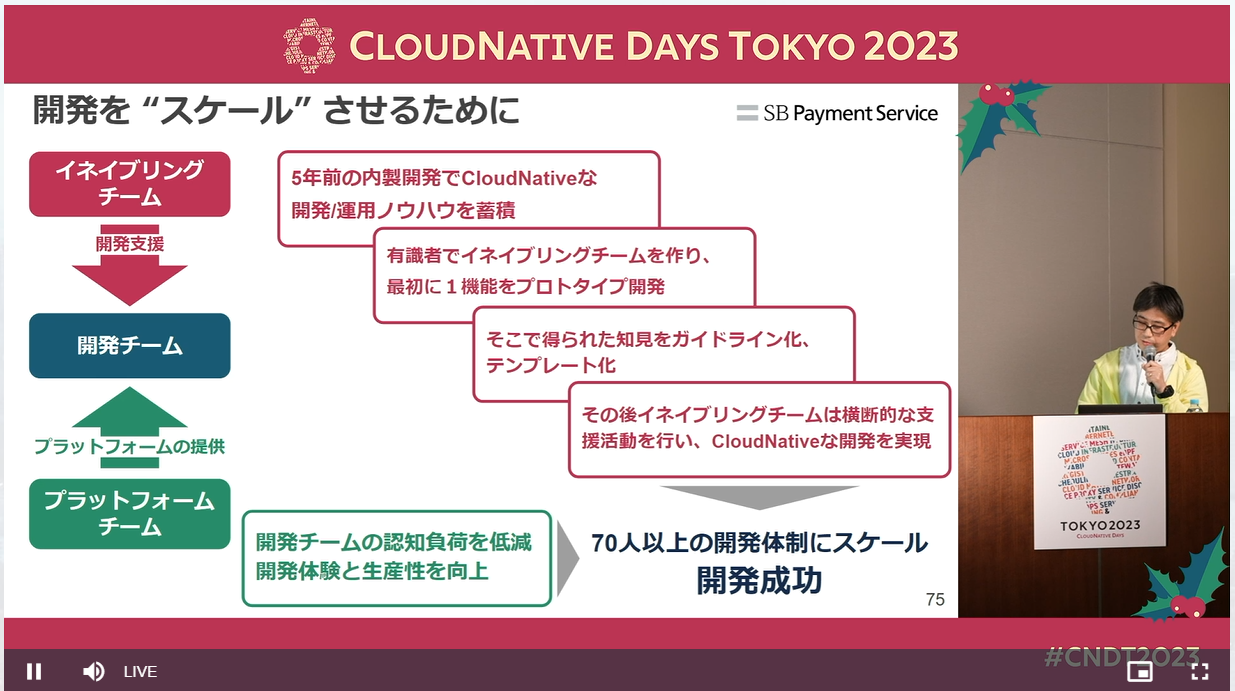 CLOUDNATIVE DAYS TOKYO 2023
開発を “スケール” させるために
SB Payment Service
イネイブリング
チーム
開発支援
開発チーム
プラットフォームの提供
プラットフォーム
チーム
5年前の内製開発でCloudNativeな
開発/運用ノウハウを蓄積
有識者でイネイブリングチームを作り、
最初に１機能をプロトタイプ開発
そこで得られた知見をガイドライン化、
テンプレート化
その後イネイブリングチームは横断的な支
援活動を行い、CloudNativeな開発を実現
開発チームの認知負荷を低減
開発体験と生産性を向上
70人以上の開発体制にスケール
開発成功
75
TOKYO2023
CLOUDNATIVE DAYS
#CNDT2023
LIVE